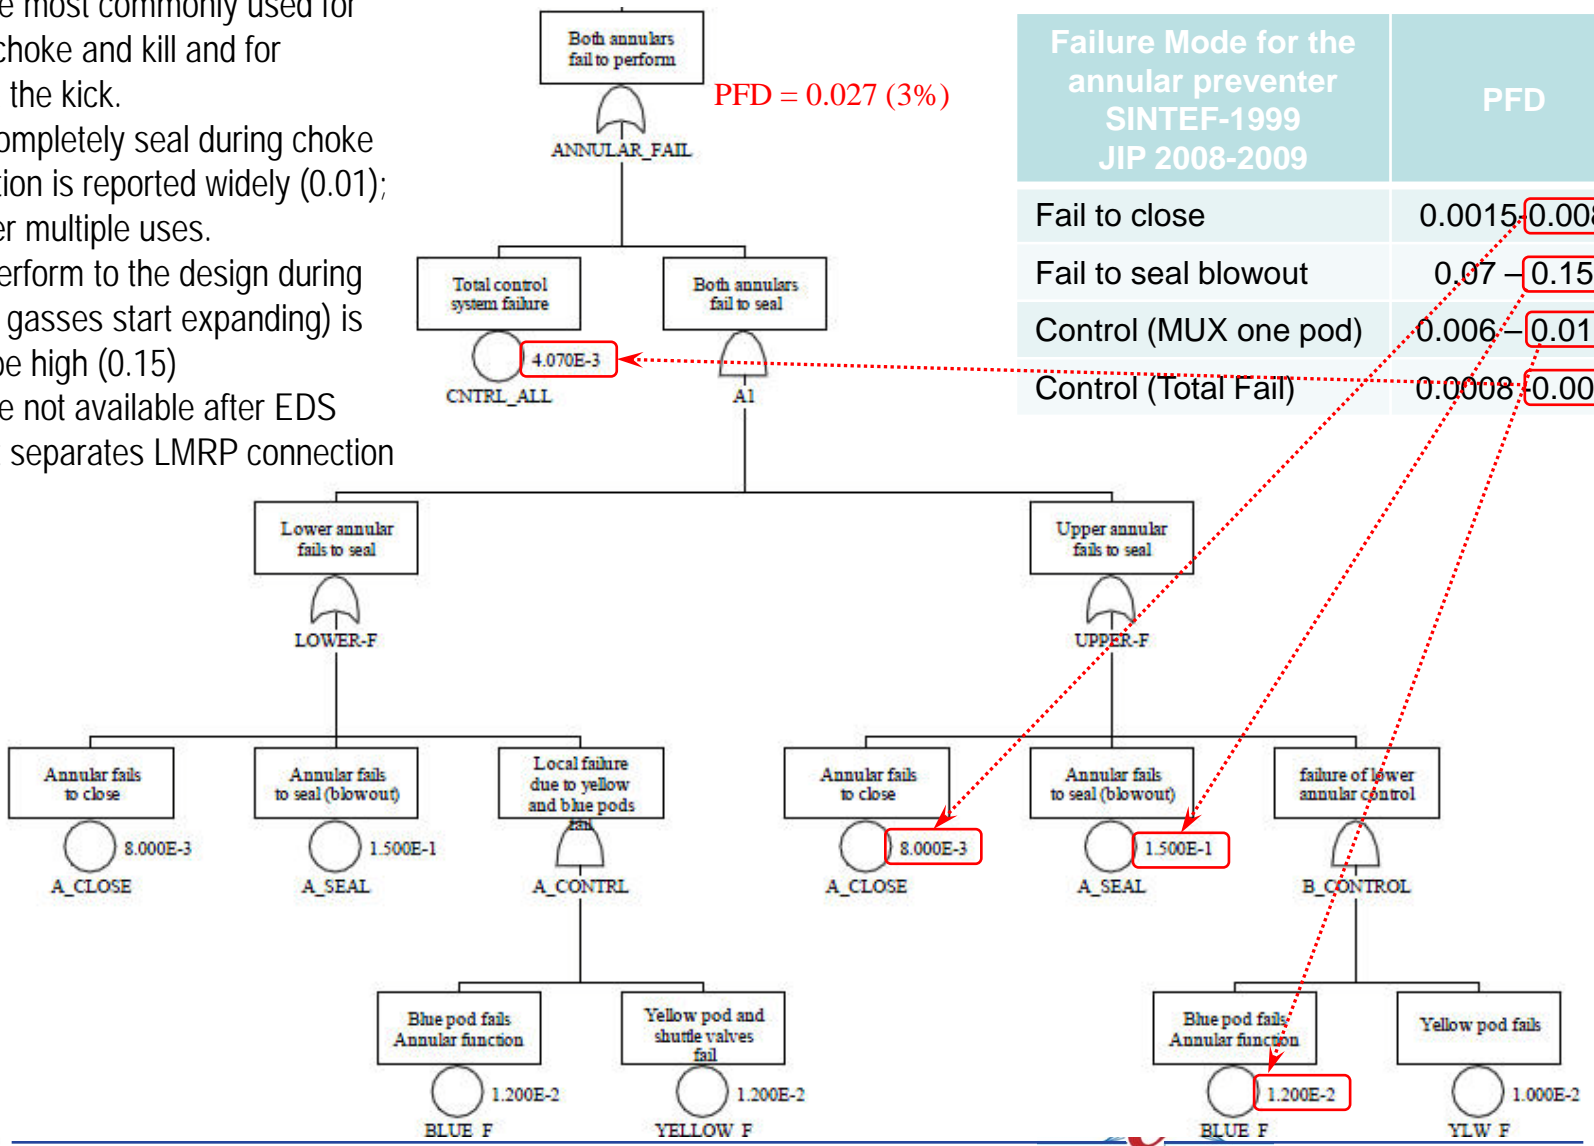 e most commonly used for
choke and kill and for
the kick.
ompletely seal during choke
tion is reported widely (0.01);
er multiple uses.
erform to the design during
gasses start expanding) is
be high (0.15)
e not available after EDS
separates LMRP connection
Both annulars
fail to perform
PFD = 0.027 (3%)
ANNULAR_FAIL
Failure Mode for the
annular preventer
SINTEF-1999
JIP 2008-2009
PFD
Fail to close
0.0015-0.008
Fail to seal blowout
0.07 – 0.15
Control (MUX one pod)
0.006 – 0.01
Control (Total Fail)
0.0008 -0.00
Total control
system failure
4.070E-3
CNTRL_ALL
Both annulars
fail to seal
A1
Lower annular
fails to seal
LOWER-F
Upper annular
fails to seal
UPPER-F
Annular fails
to close
8.000E-3
A_CLOSE
Annular fails
to seal (blowout)
1.500E-1
A_SEAL
Local failure
due to yellow
and blue pods
fail
A_CONTRL
Annular fails
to close
8.000E-3
A_CLOSE
Annular fails
to seal (blowout)
1.500E-1
A_SEAL
failure of lower
annular control
B_CONTROL
Blue pod fails
Annular function
1.200E-2
BLUE_F
Yellow pod and
shuttle valves
fail
1.200E-2
YELLOW_F
Blue pod fails
Annular function
1.200E-2
BLUE_F
Yellow pod fails
1.000E-2
YLW_F